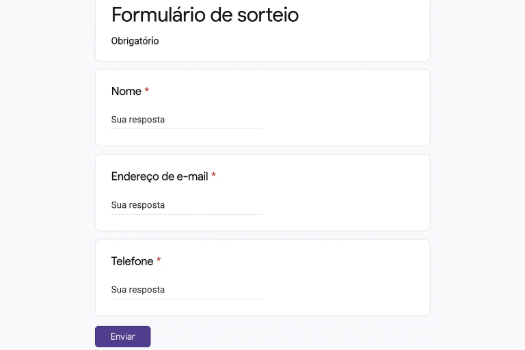 Formulário de sorteio
Obrigatório
Nome *
Sua resposta
Endereço de e-mail *
Sua resposta
Telefone *
Sua resposta
Enviar